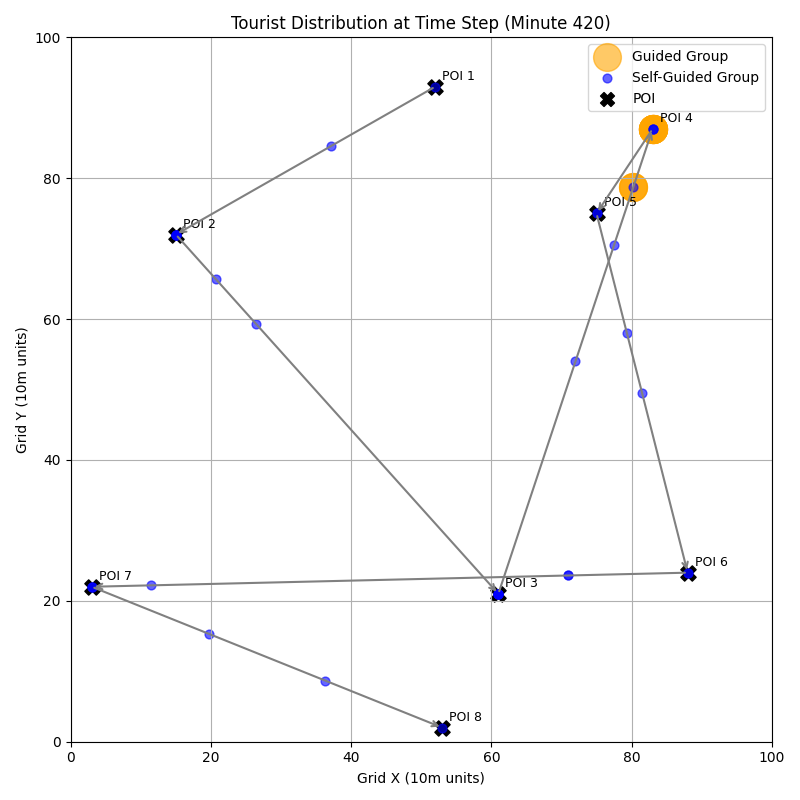 Tourist Distribution at Time Step (Minute 420)
Guided Group
Self-Guided Group
POI
POI 1
POI 4
POI 5
POI 2
POI 3
POI 6
POI 7
POI 8
100
80
60
40
20
0
0 20 40 60 80 100
Grid X (10m units)
Grid Y (10m units)